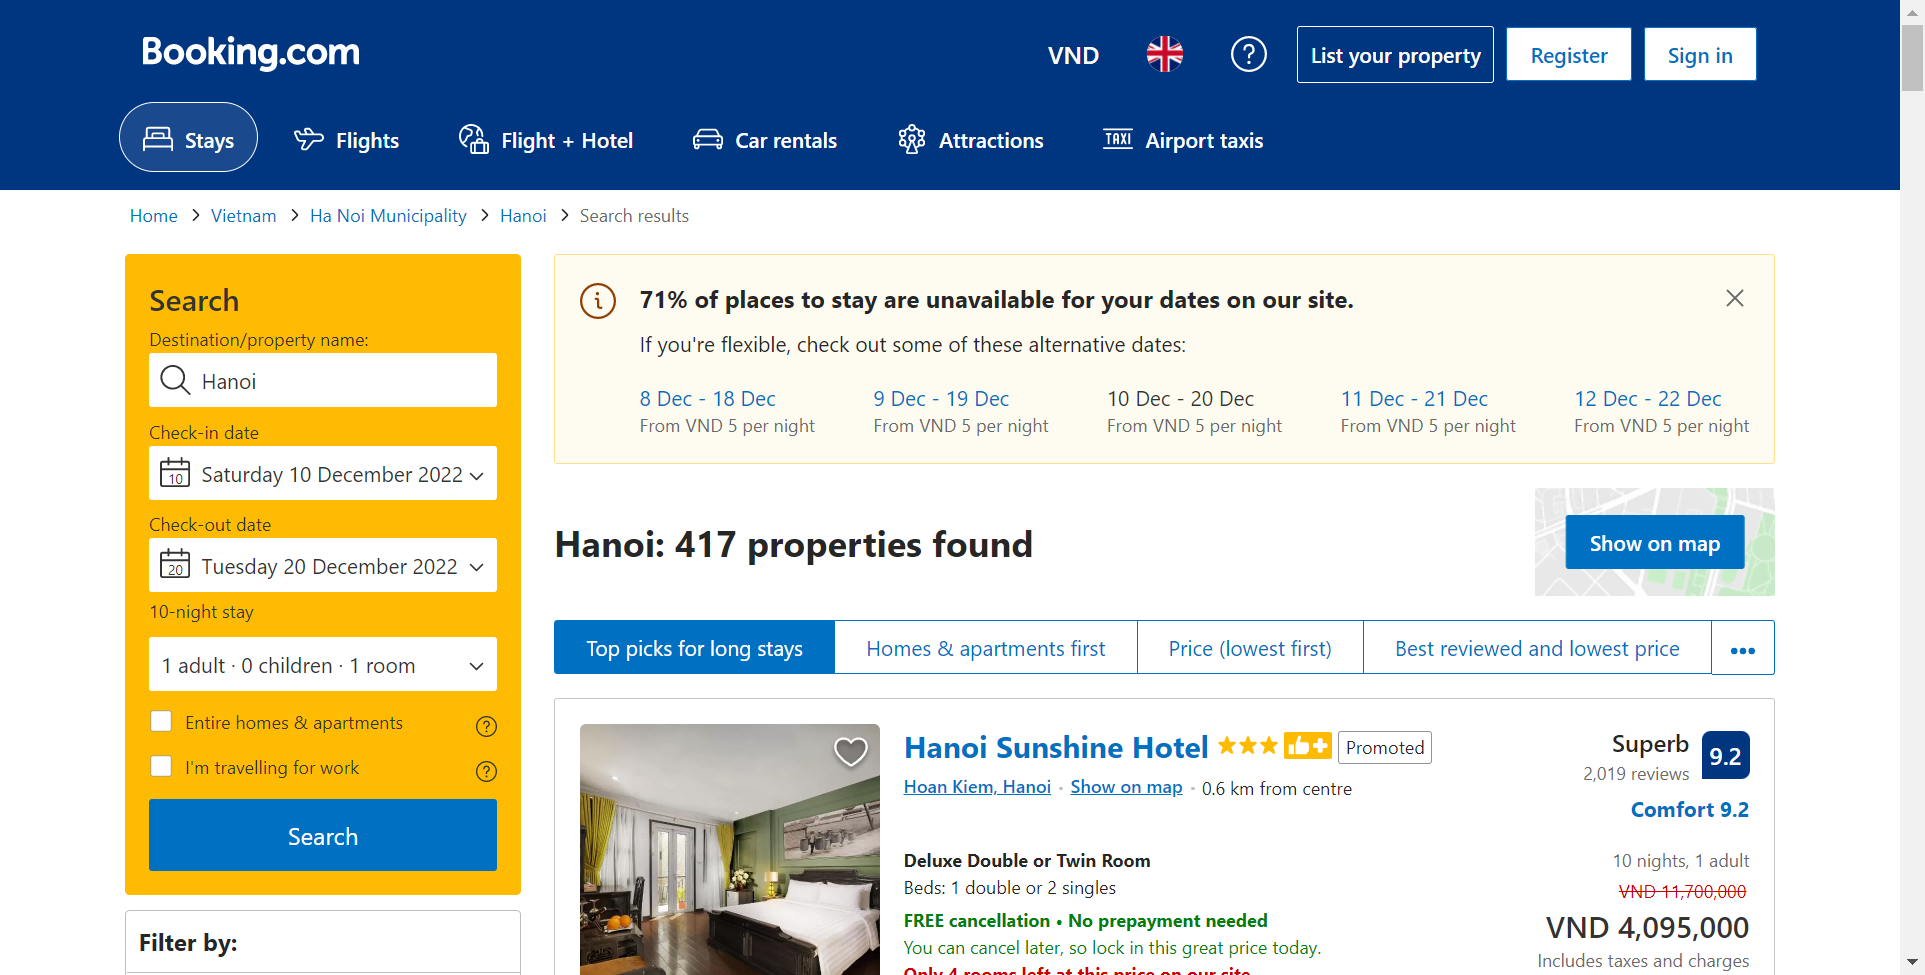 Booking.com
VND
List your property
Register
Sign in
Stays
Flights
Flight + Hotel
Car rentals
Attractions
TAXI Airport taxis
Home > Vietnam > Ha Noi Municipality > Hanoi > Search results
Search
Destination/property name:
Hanoi
Check-in date
10 Saturday 10 December 2022
Check-out date
20 Tuesday 20 December 2022
10-night stay
1 adult · 0 children · 1 room
Entire homes & apartments
I'm travelling for work
Search
Filter by:
71% of places to stay are unavailable for your dates on our site.
If you're flexible, check out some of these alternative dates:
8 Dec - 18 Dec
From VND 5 per night
9 Dec - 19 Dec
From VND 5 per night
10 Dec - 20 Dec
From VND 5 per night
11 Dec - 21 Dec
From VND 5 per night
12 Dec - 22 Dec
From VND 5 per night
Hanoi: 417 properties found
Show on map
Top picks for long stays
Homes & apartments first
Price (lowest first)
Best reviewed and lowest price
Hanoi Sunshine Hotel
Promoted
Hoan Kiem, Hanoi · Show on map · 0.6 km from centre
Superb
2,019 reviews
9.2
Comfort 9.2
Deluxe Double or Twin Room
Beds: 1 double or 2 singles
FREE cancellation • No prepayment needed
You can cancel later, so lock in this great price today.
Only 4 rooms left at this price on our site
10 nights, 1 adult
VND 11,700,000
VND 4,095,000
Includes taxes and charges